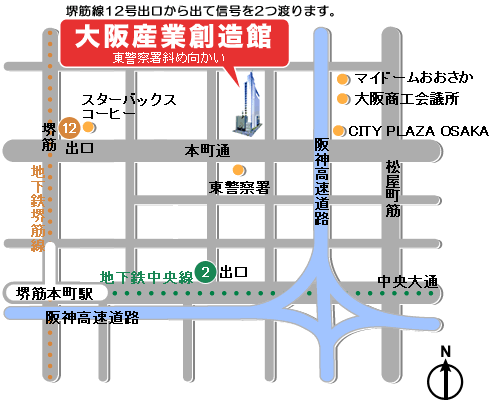 堺筋線12号出口から出て信号を2つ渡ります。
大阪産業創造館
東警察署斜め向かい
マイドームおおさか
大阪商工会議所
CITY PLAZA OSAKA
スターバックス
コーヒー
堺筋
12
出口
本町通
東警察署
阪神高速道路
松屋町筋
地下鉄堺筋線
地下鉄中央線
2
出口
中央大通
堺筋本町駅
阪神高速道路
N